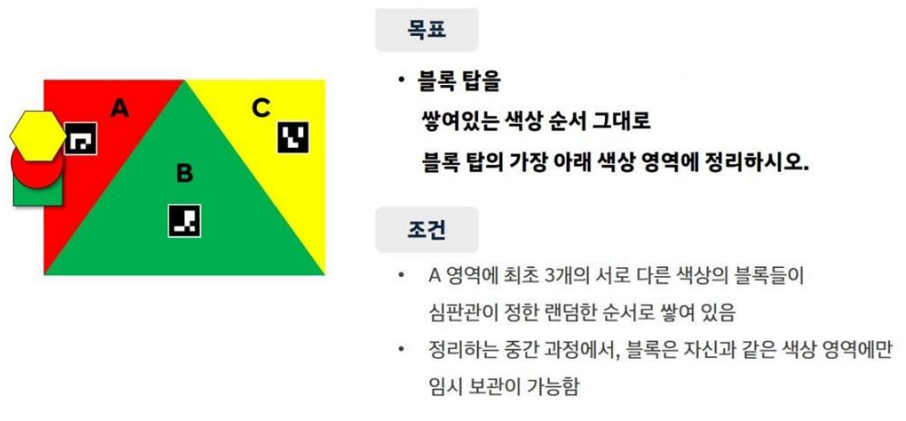 목표
• 블록 탑을
쌓여있는 색상 순서 그대로
블록 탑의 가장 아래 색상 영역에 정리하시오.
A
C
B
조건
• A 영역에 최초 3개의 서로 다른 색상의 블록들이
심판관이 정한 랜덤한 순서로 쌓여 있음
• 정리하는 중간 과정에서, 블록은 자신과 같은 색상 영역에만
임시 보관이 가능함